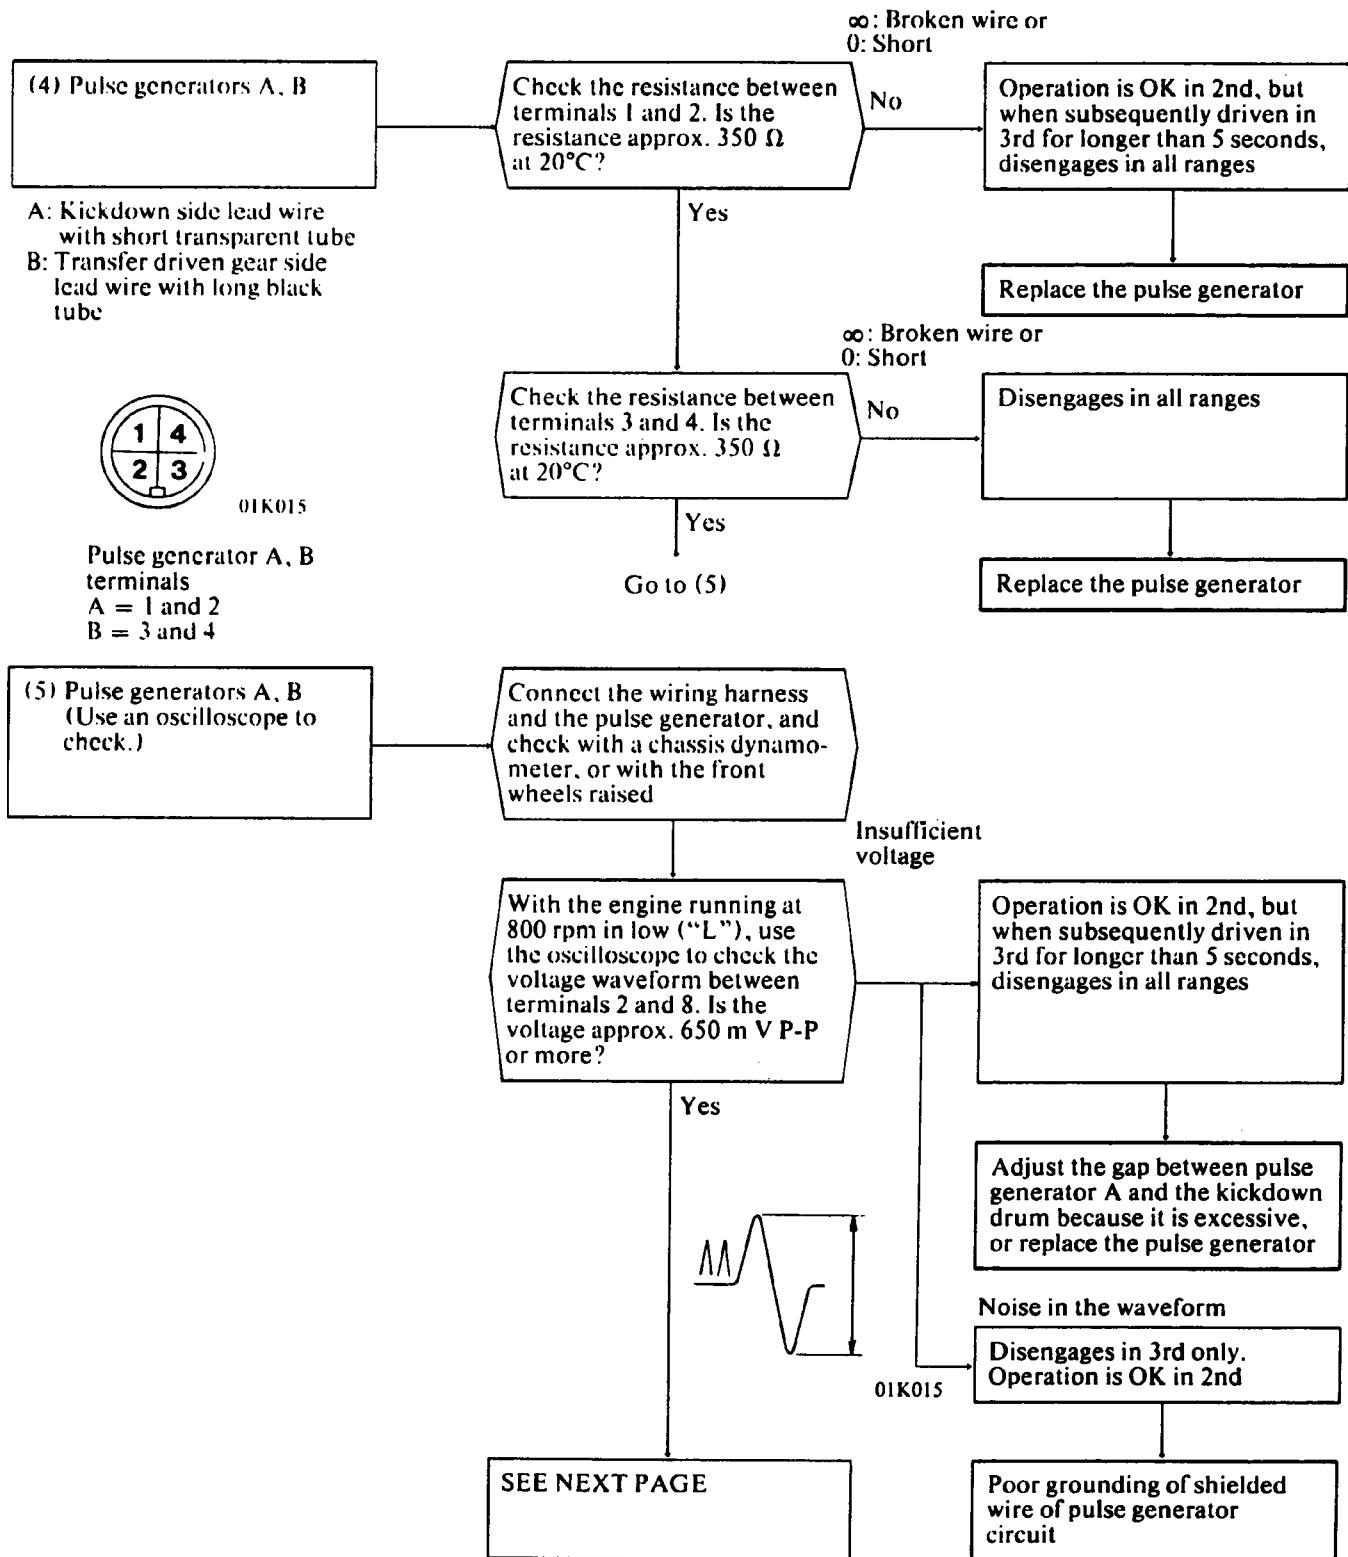 (4) Pulse generators A, B
A: Kickdown side lead wire
with short transparent tube
B: Transfer driven gear side
lead wire with long black
tube
Check the resistance between
terminals 1 and 2. Is the
resistance approx. 350 Ω
at 20°C?
∞: Broken wire or
0: Short
No
Operation is OK in 2nd, but
when subsequently driven in
3rd for longer than 5 seconds,
disengages in all ranges
Replace the pulse generator
Yes
1 4
2 3
01K015
Pulse generator A, B
terminals
A = 1 and 2
B = 3 and 4
Check the resistance between
terminals 3 and 4. Is the
resistance approx. 350 Ω
at 20°C?
∞: Broken wire or
0: Short
No
Disengages in all ranges
Replace the pulse generator
Yes
Go to (5)
(5) Pulse generators A, B
(Use an oscilloscope to
check.)
Connect the wiring harness
and the pulse generator, and
check with a chassis dynamo-
meter, or with the front
wheels raised
With the engine running at
800 rpm in low (“L”), use
the oscilloscope to check the
voltage waveform between
terminals 2 and 8. Is the
voltage approx. 650 m V P-P
or more?
Insufficient
voltage
Operation is OK in 2nd, but
when subsequently driven in
3rd for longer than 5 seconds,
disengages in all ranges
Adjust the gap between pulse
generator A and the kickdown
drum because it is excessive,
or replace the pulse generator
Yes
01K015
Noise in the waveform
Disengages in 3rd only.
Operation is OK in 2nd
Poor grounding of shielded
wire of pulse generator
circuit
SEE NEXT PAGE